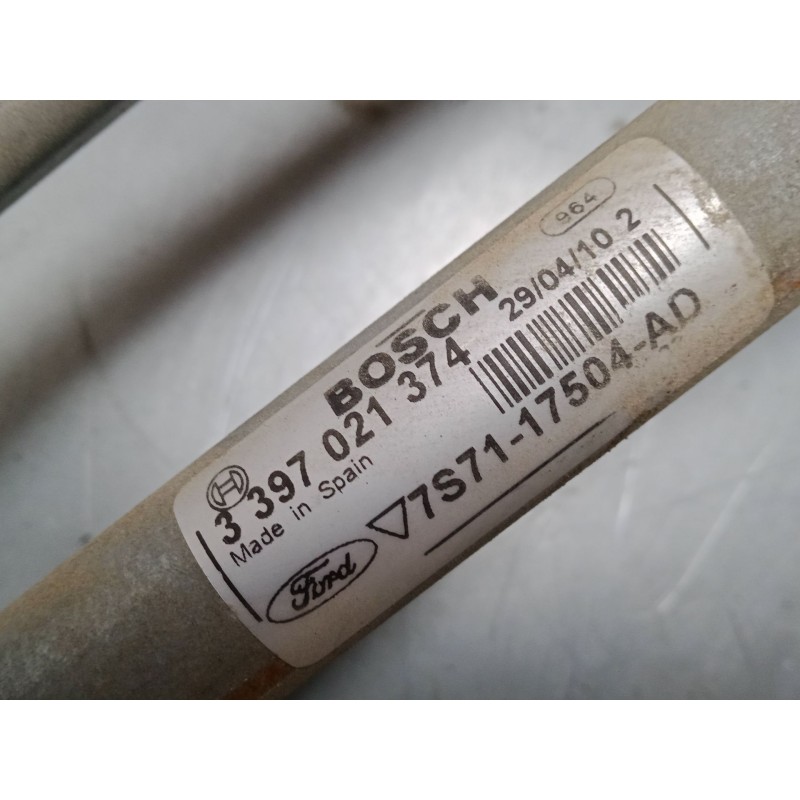 964
BOSCH
29/04/10 2
3 397 021 374
Made in Spain
7S71-17504-AD
Ford